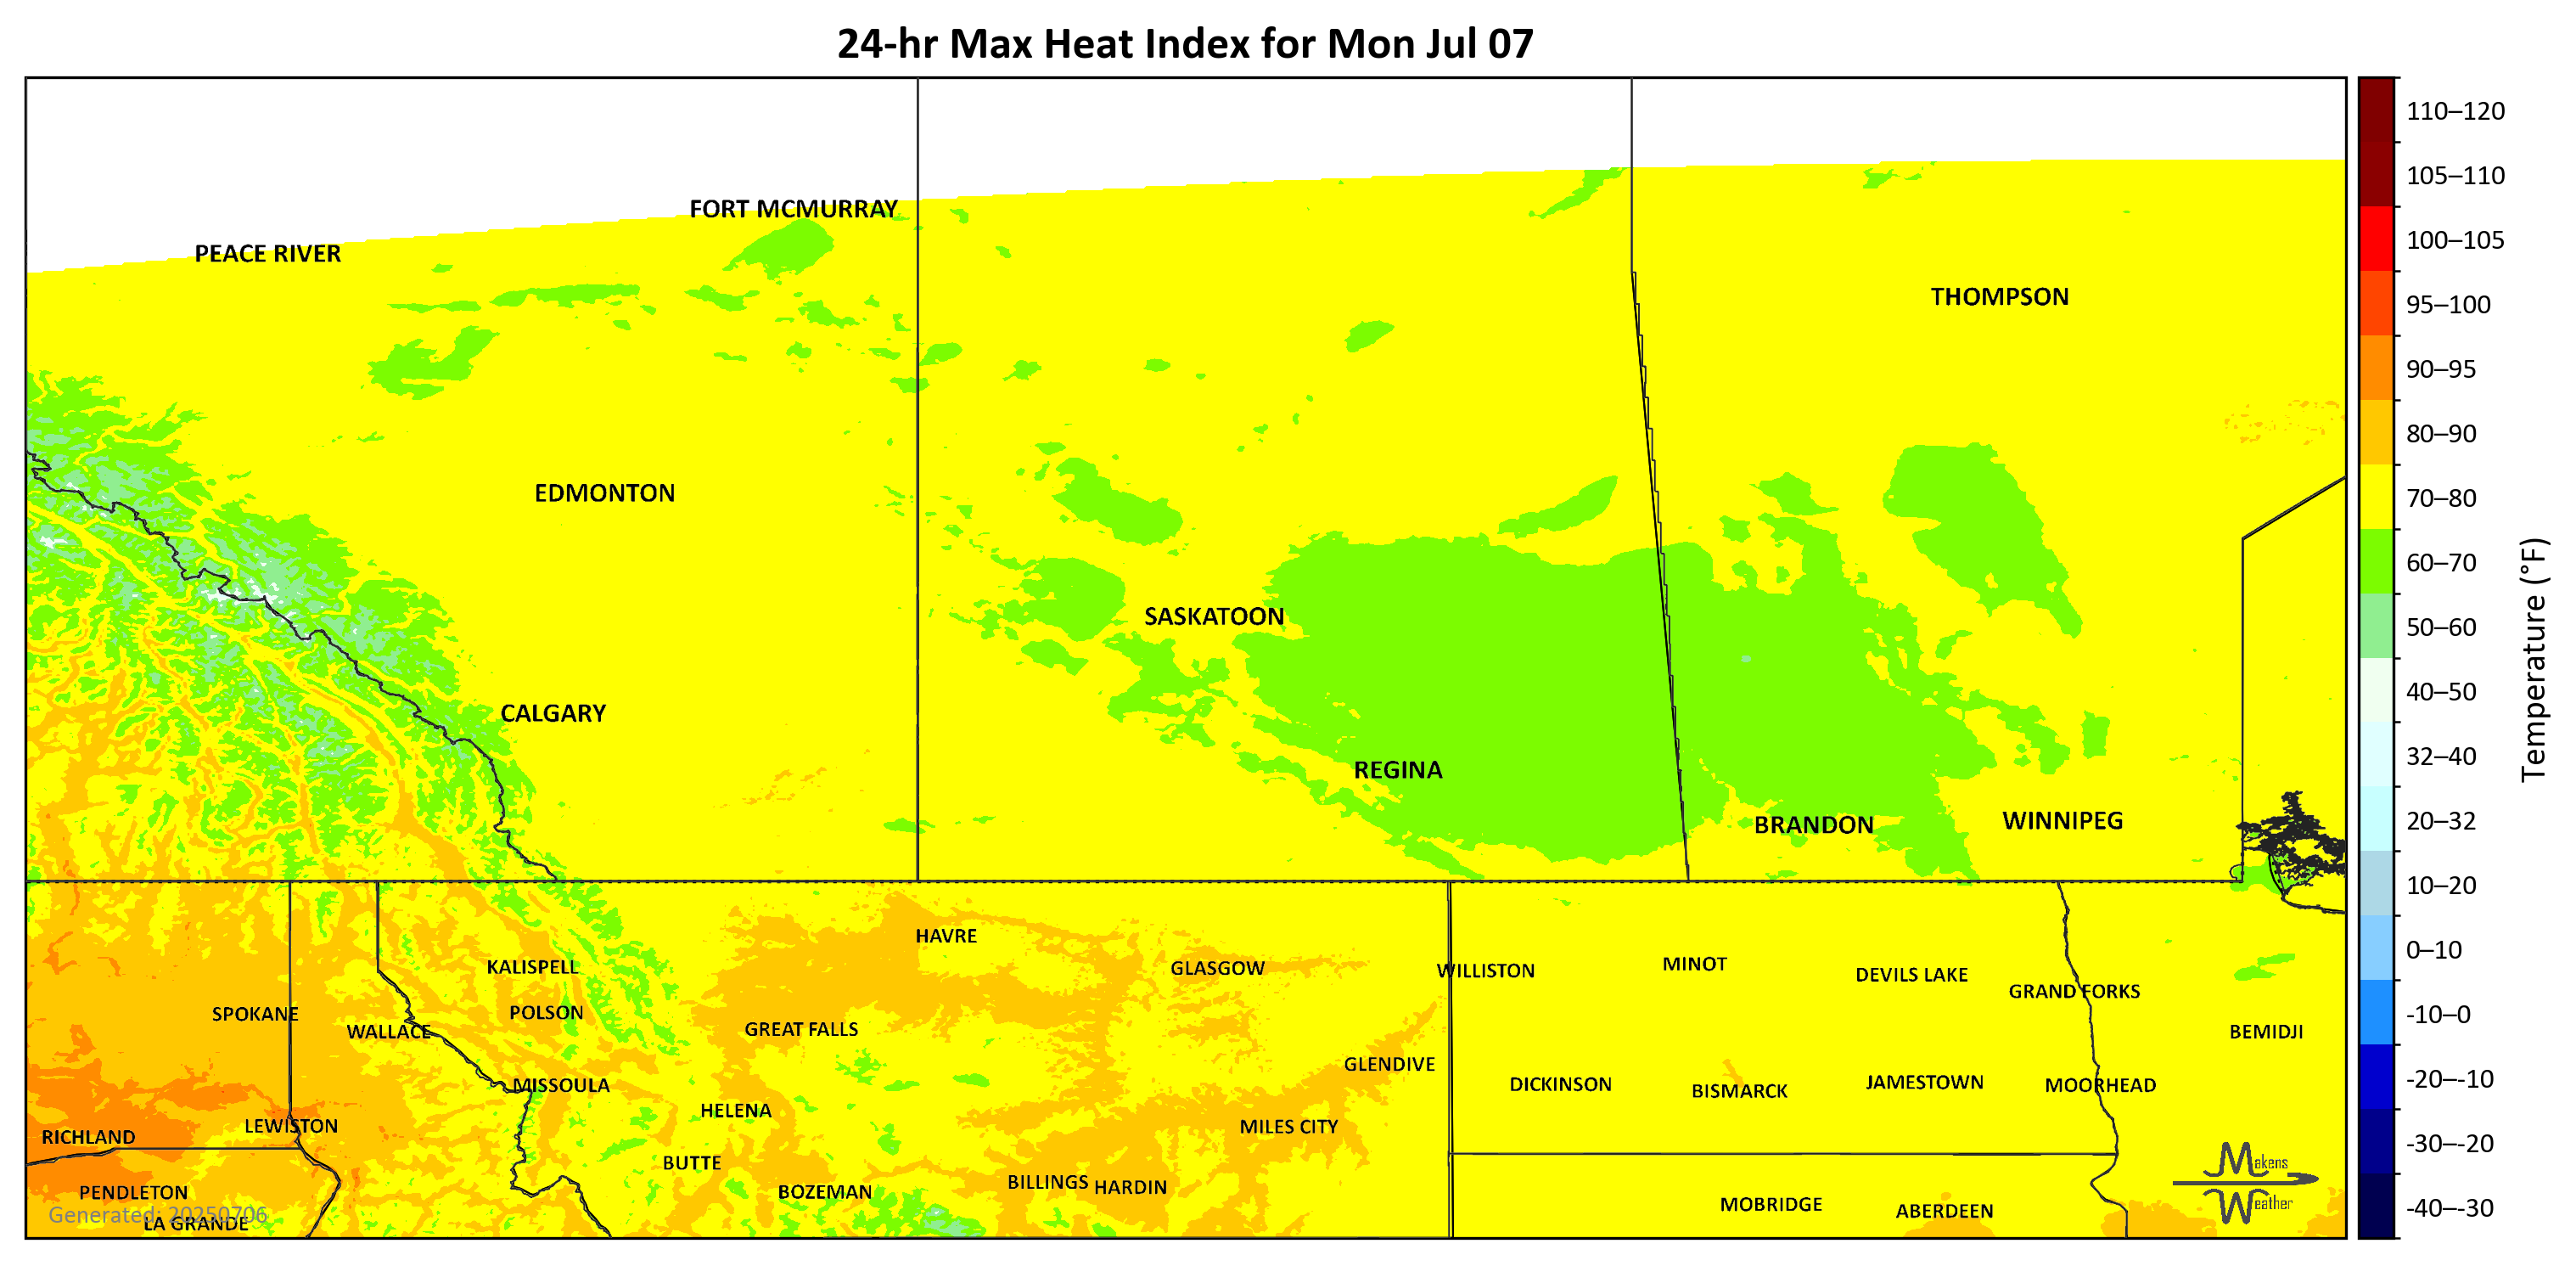 24-hr Max Heat Index for Mon Jul 07
FORT MCMURRAY
PEACE RIVER
THOMPSON
EDMONTON
SASKATOON
CALGARY
REGINA
BRANDON
WINNIPEG
HAVRE
KALISPELL
GLASGOW
WILLISTON
MINOT
DEVILS LAKE
GRAND FORKS
SPOKANE
POLSON
WALLACE
GREAT FALLS
BEMIDJI
GLENDIVE
MISSOULA
DICKINSON
BISMARCK
JAMESTOWN
MOORHEAD
HELENA
LEWISTON
MILES CITY
RICHLAND
BUTTE
BILLINGS
HARDIN
PENDLETON
BOZEMAN
MOBRIDGE
ABERDEEN
Generated: 20250706
LA GRANDE
Makens
Weather
110–120
105–110
100–105
95–100
90–95
80–90
70–80
60–70
50–60
40–50
32–40
20–32
10–20
0–10
-10–0
-20–-10
-30–-20
-40–-30
Temperature (°F)